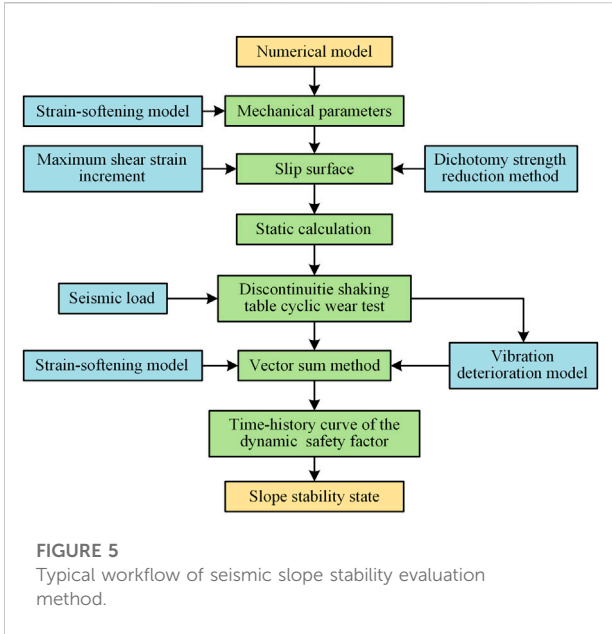 Numerical model
Strain-softening model
Mechanical parameters
Maximum shear strain
increment
Slip surface
Dichotomy strength
reduction method
Static calculation
Seismic load
Discontinuitie shaking
table cyclic wear test
Strain-softening model
Vector sum method
Vibration
deterioration model
Time-history curve of the
dynamic safety factor
Slope stability state
FIGURE 5
Typical workflow of seismic slope stability evaluation
method.